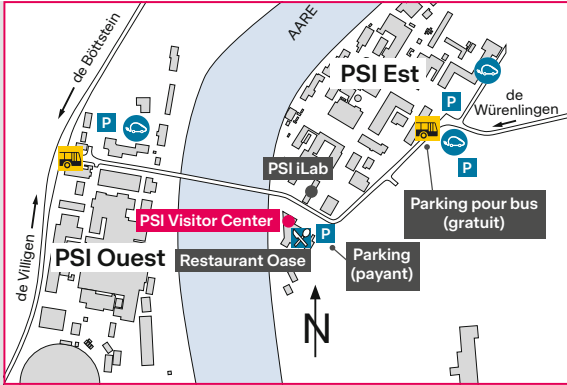 de Böttstein
AARE
PSI Est
P
P
de
Würenlingen
P
PSI iLab
Parking pour bus
(gratuit)
PSI Visitor Center
P
PSI Ouest
Restaurant Oase
Parking
(payant)
de Villigen
N